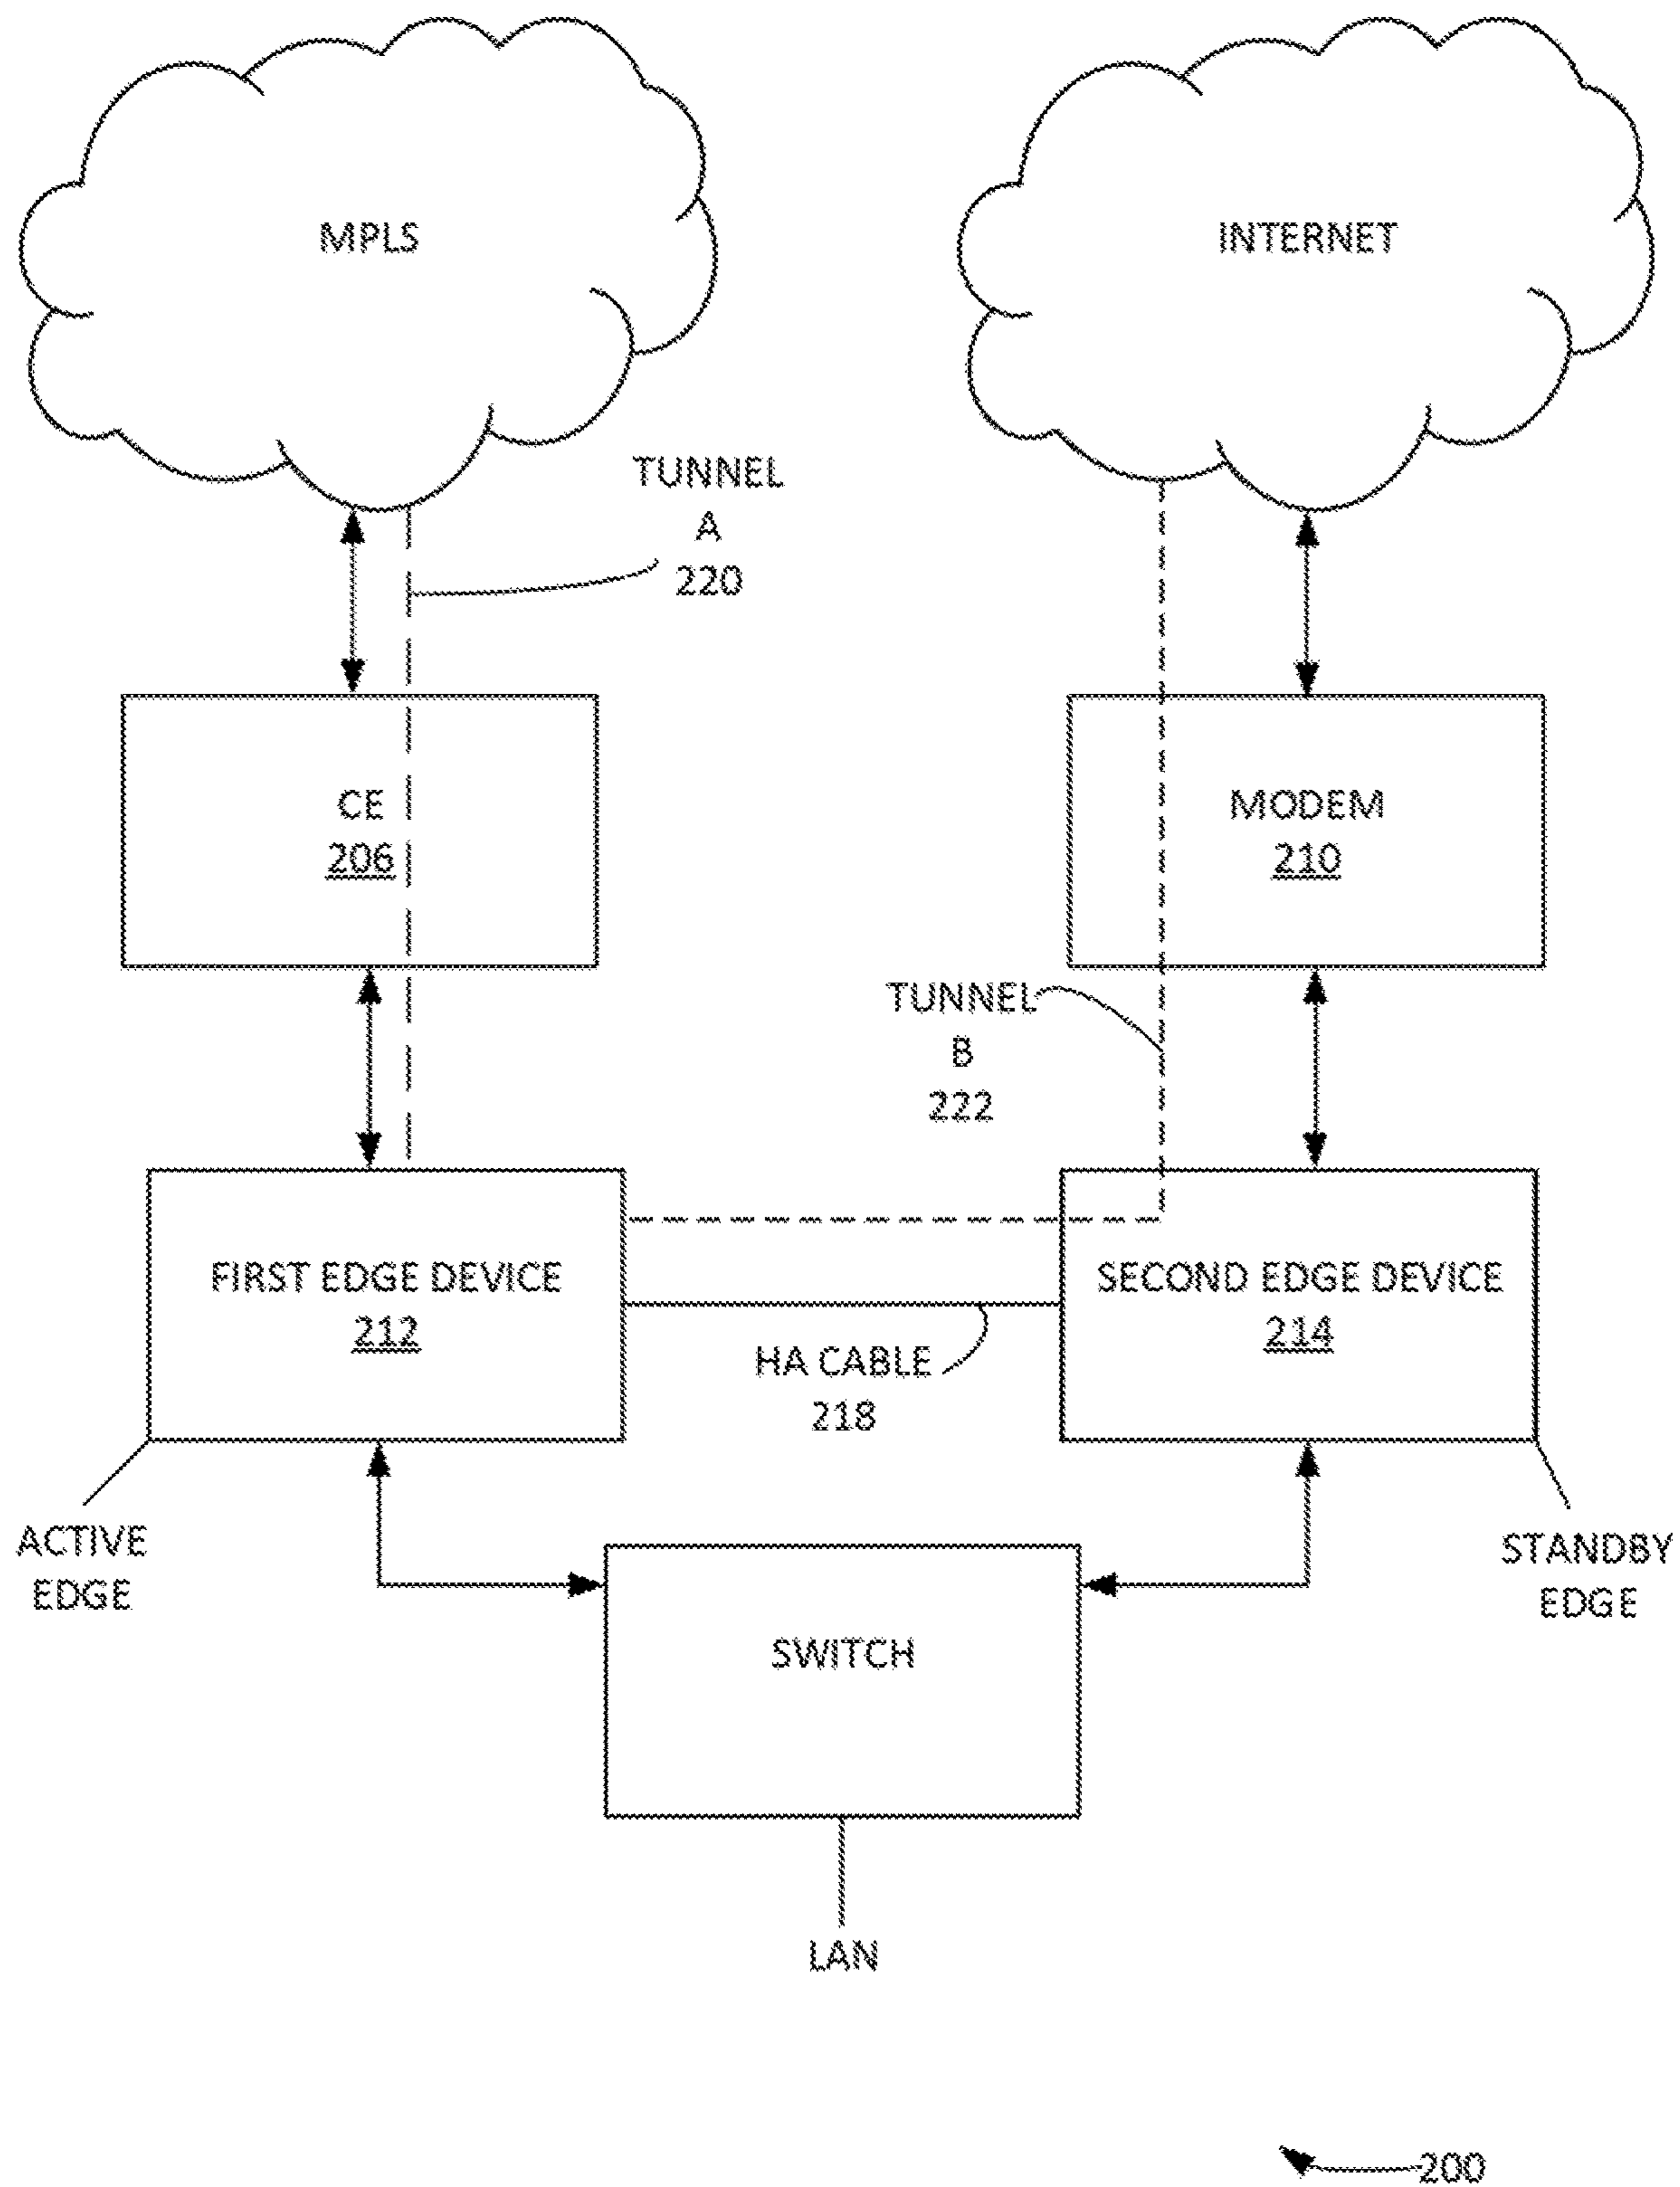 MPLS
INTERNET
TUNNEL
A
220
CE
206
MODEM
210
TUNNEL
B
222
FIRST EDGE DEVICE
212
SECOND EDGE DEVICE
214
HA CABLE
218
ACTIVE
EDGE
STANDBY
EDGE
SWITCH
LAN
200